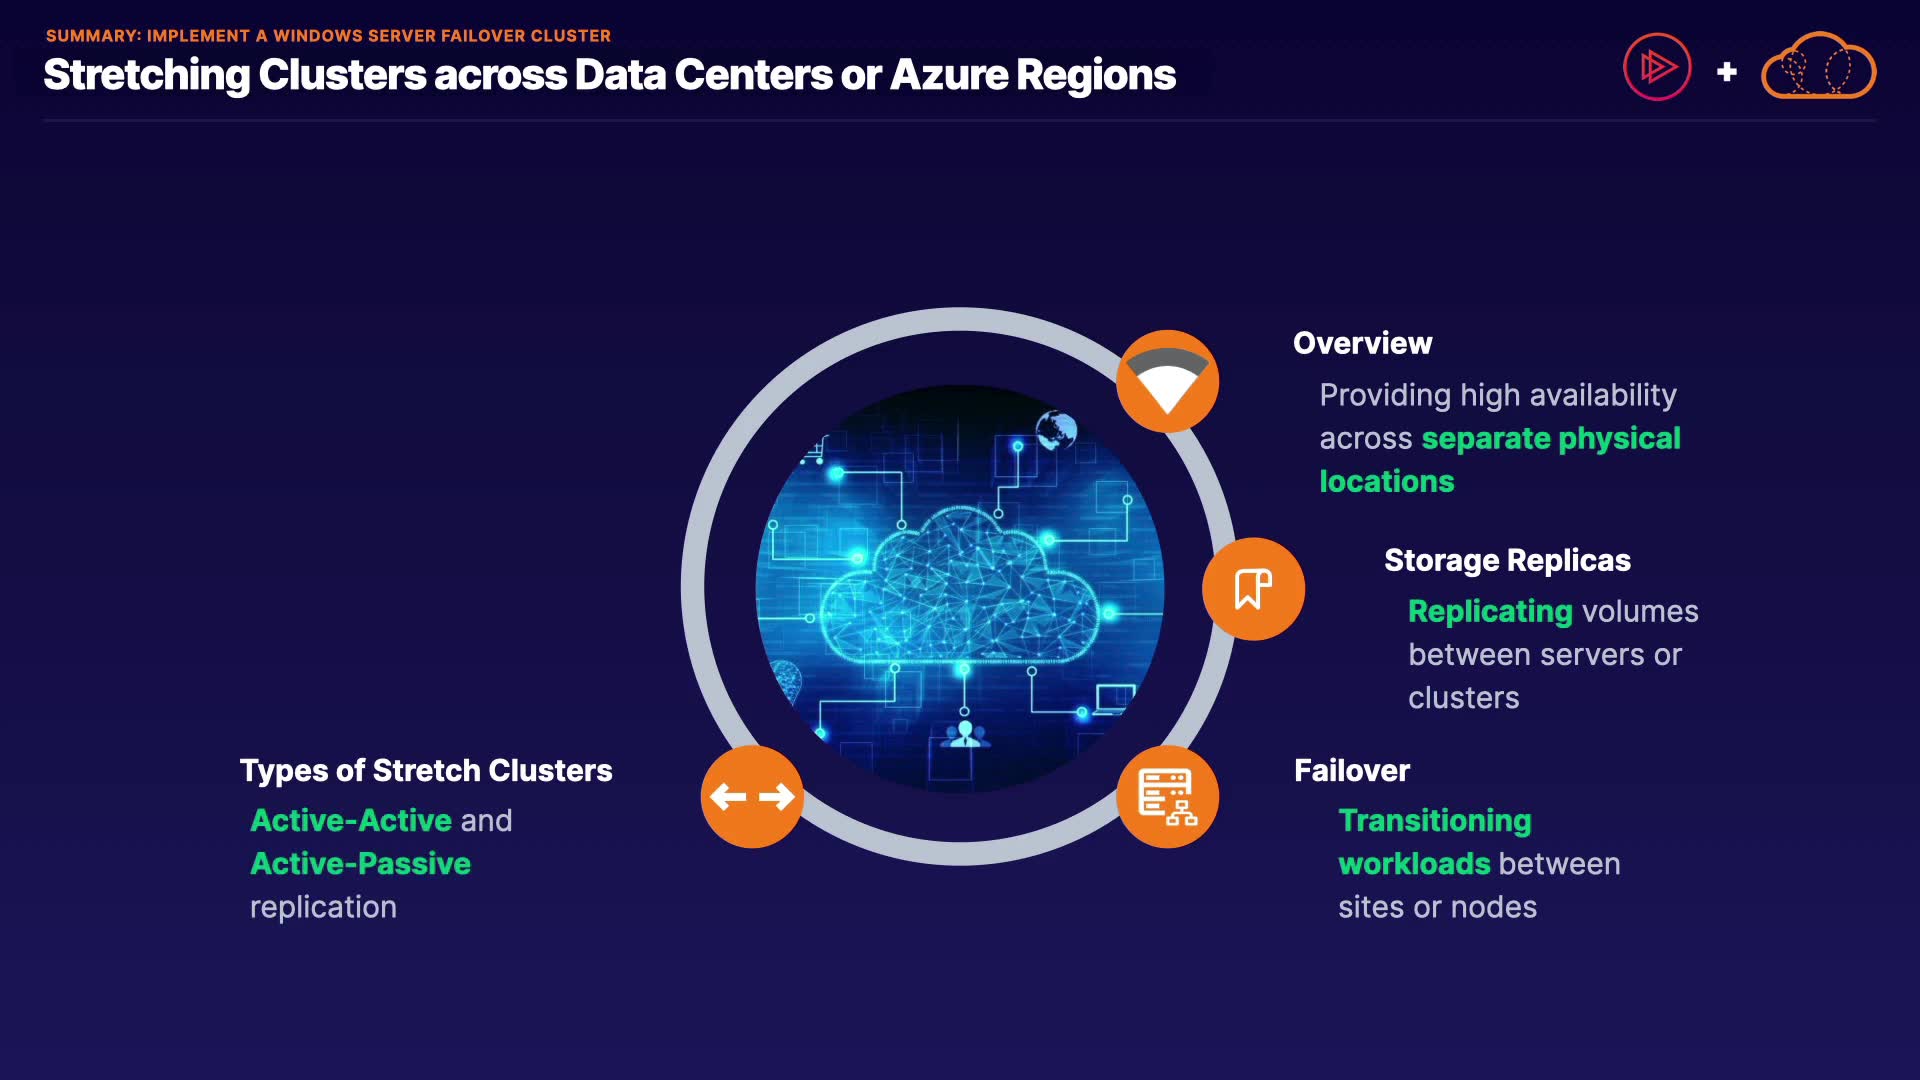 SUMMARY: IMPLEMENT A WINDOWS SERVER FAILOVER CLUSTER
Stretching Clusters across Data Centers or Azure Regions
+
Overview
Providing high availability
across separate physical
locations
Storage Replicas
Replicating volumes
between servers or
clusters
Failover
Transitioning
workloads between
sites or nodes
Types of Stretch Clusters
Active-Active and
Active-Passive
replication